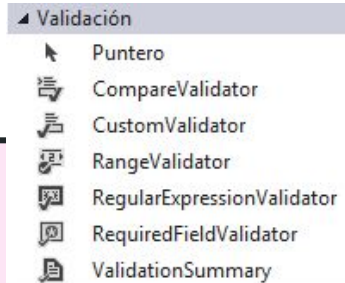 Validación
Puntero
CompareValidator
CustomValidator
RangeValidator
RegularExpressionValidator
RequiredFieldValidator
ValidationSummary